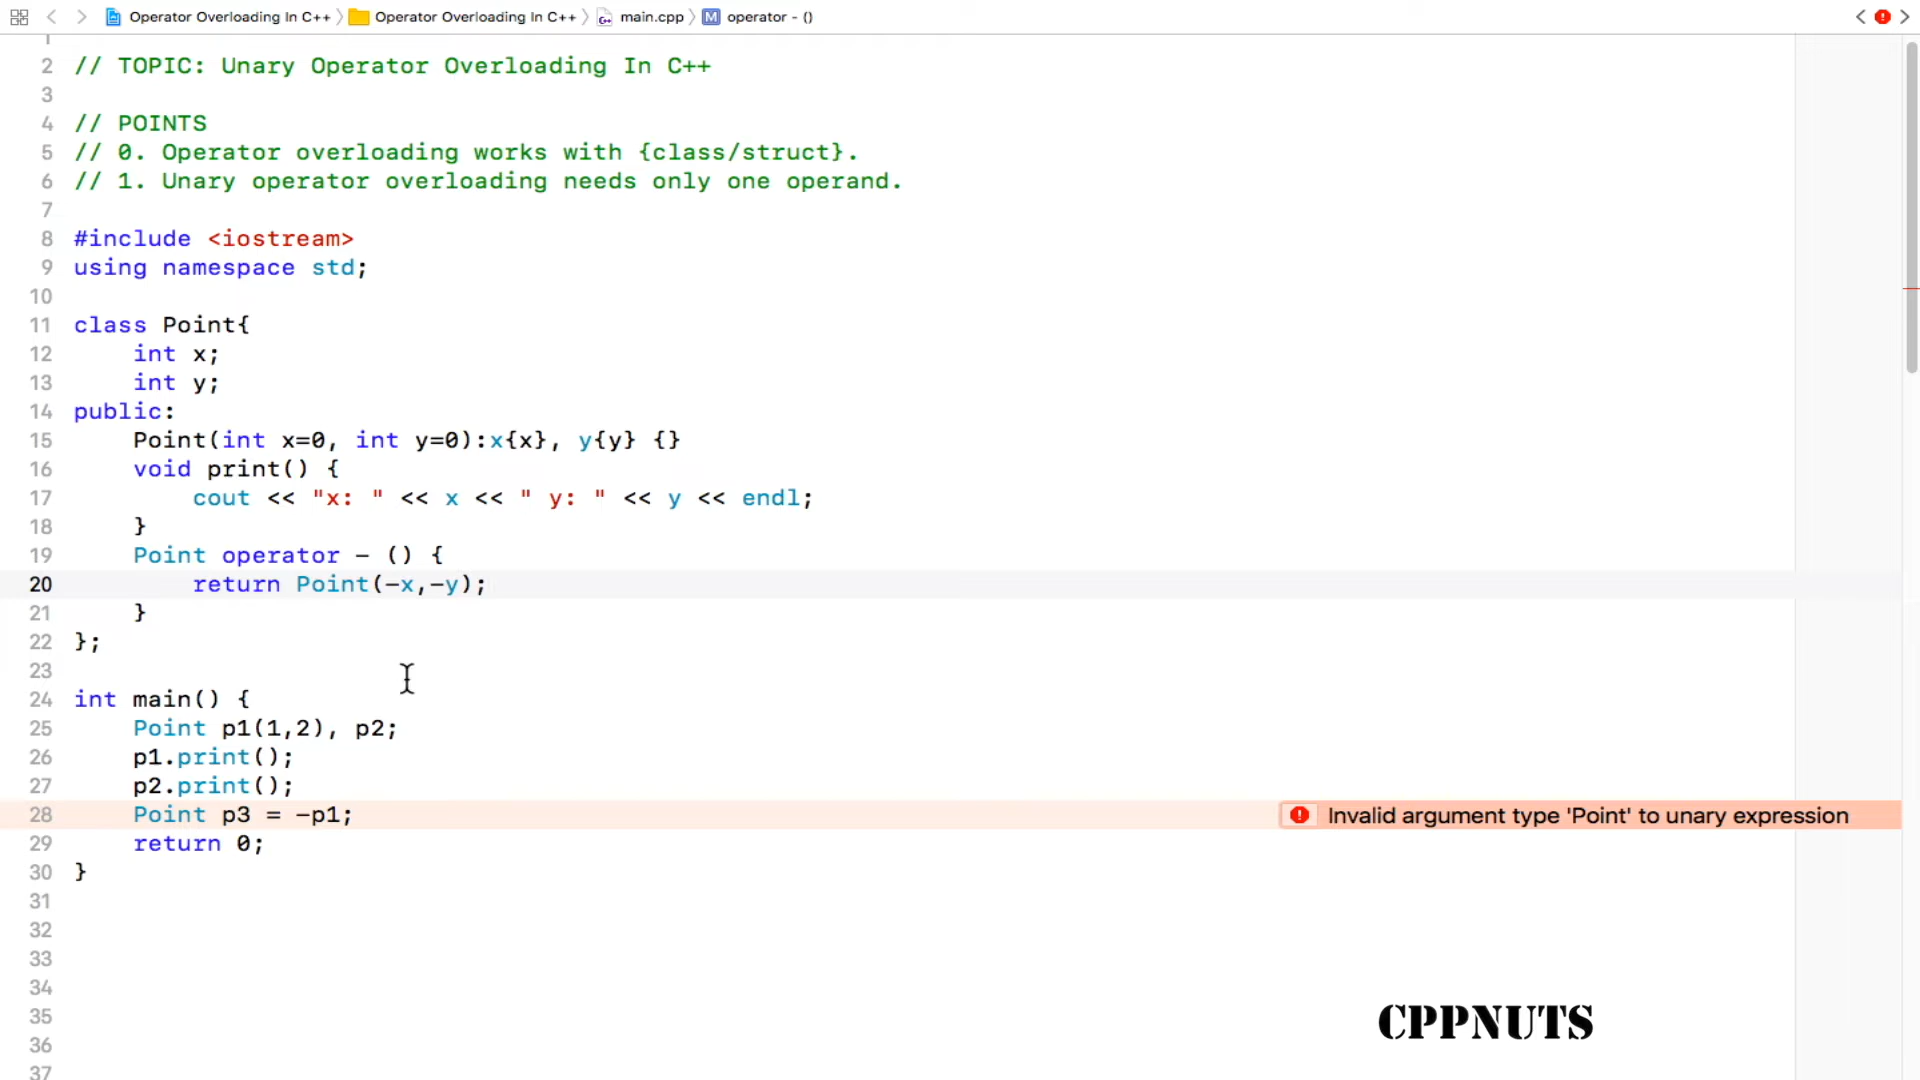 Operator Overloading In C++ 〉 Operator Overloading In C++ 〉 main.cpp 〉 M operator - ()
1
2 // TOPIC: Unary Operator Overloading In C++
3
4 // POINTS
5 // 0. Operator overloading works with {class/struct}.
6 // 1. Unary operator overloading needs only one operand.
7
8 #include <iostream>
9 using namespace std;
10
11 class Point{
12     int x;
13     int y;
14 public:
15     Point(int x=0, int y=0):x{x}, y{y} {}
16     void print() {
17         cout << "x: " << x << " y: " << y << endl;
18     }
19     Point operator - () {
20         return Point(-x,-y);
21     }
22 };
23
24 int main() {
25     Point p1(1,2), p2;
26     p1.print();
27     p2.print();
28     Point p3 = -p1; Invalid argument type 'Point' to unary expression
29     return 0;
30 }
31
32
33
34
35
36
37
CPPNUTS